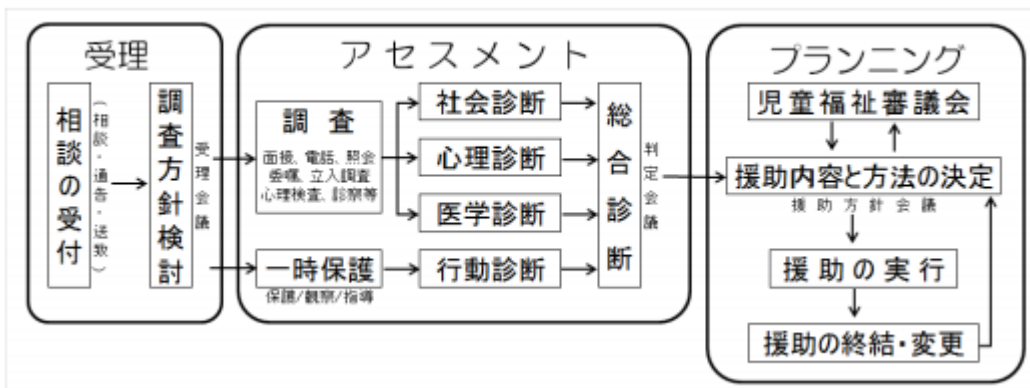 受理
相談の受付
(相談・通告・送致)
調査方針検討
受理会議
アセスメント
調査
面接、電話、照会
委嘱、立入調査
心理検査、診察等
一時保護
保護/観察/指導
社会診断
心理診断
医学診断
行動診断
総合診断
判定会議
プランニング
児童福祉審議会
援助内容と方法の決定
援助方針会議
援助の実行
援助の終結・変更